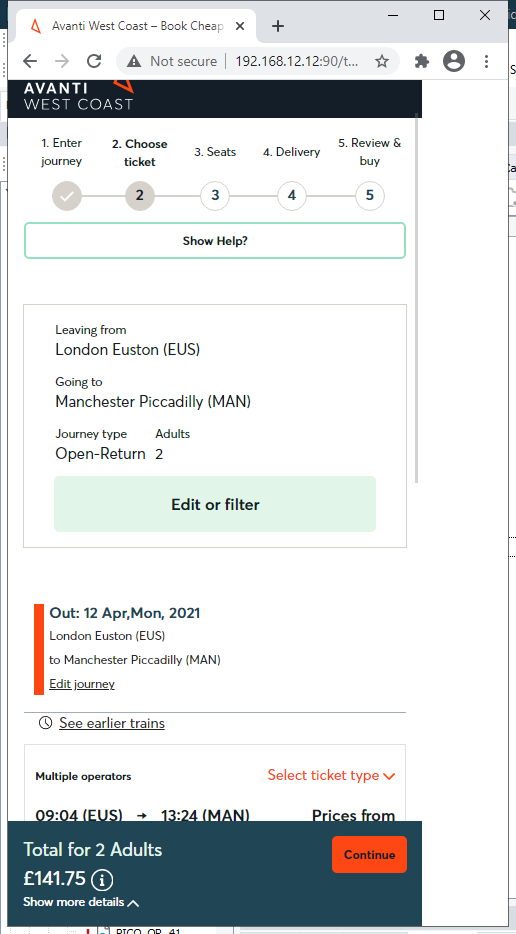 Avanti West Coast – Book Cheap
Not secure
192.168.12.12:90/t...
AVANTI
WEST COAST
1. Enter journey
2. Choose ticket
3. Seats
4. Delivery
5. Review & buy
2
3
4
5
Show Help?
Leaving from
London Euston (EUS)
Going to
Manchester Piccadilly (MAN)
Journey type Adults
Open-Return 2
Edit or filter
Out: 12 Apr,Mon, 2021
London Euston (EUS)
to Manchester Piccadilly (MAN)
Edit journey
See earlier trains
Multiple operators
Select ticket type
09:04 (EUS) → 13:24 (MAN) Prices from
Total for 2 Adults
£141.75
Continue
Show more details